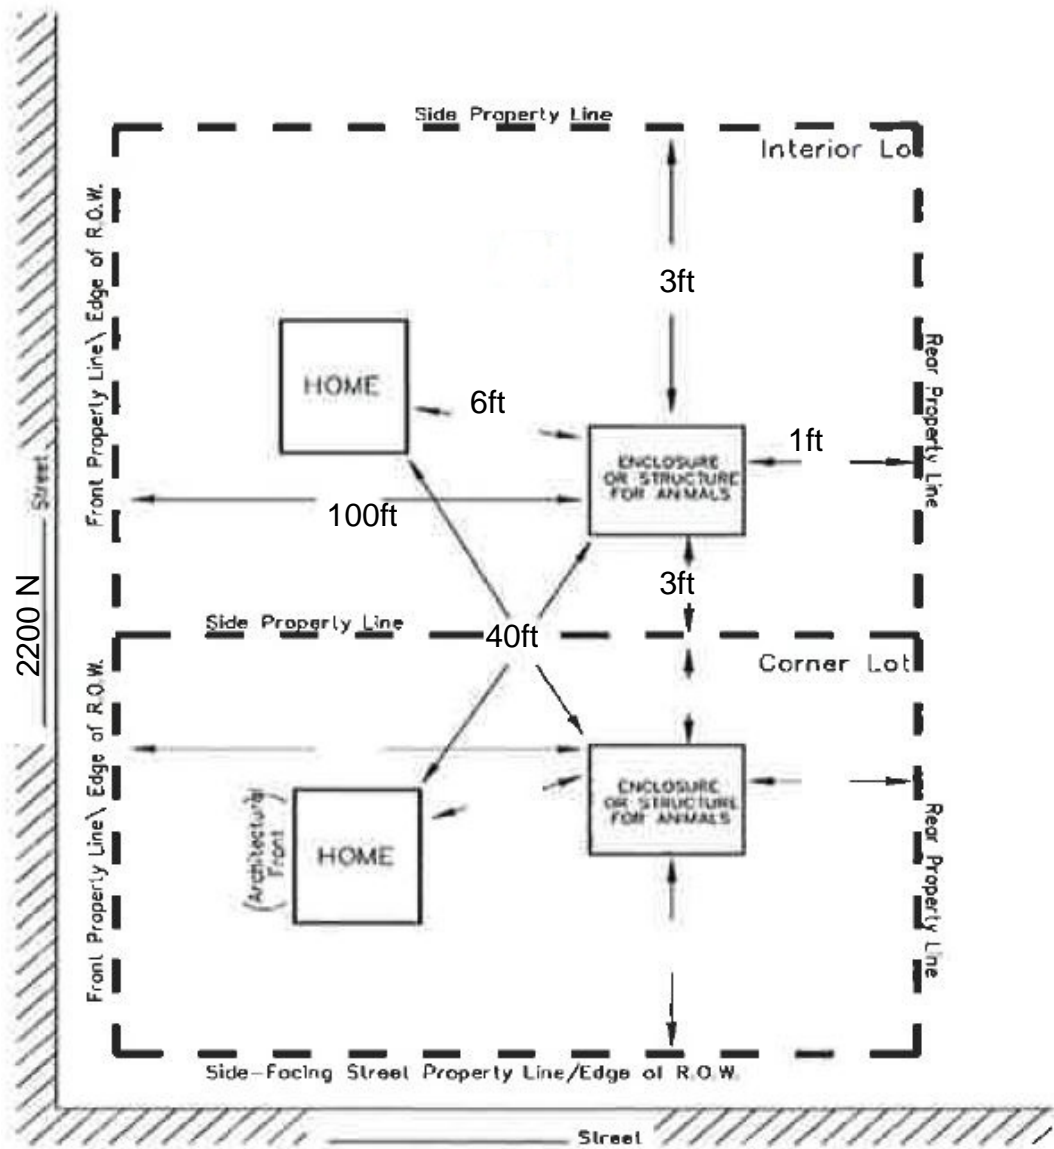 Side Property Line
Interior Lo
Front Property Line\ Edge of R.O.W.
3ft
HOME
6ft
Rear Property Line
1ft
ENCLOSURE
OR STRUCTURE
FOR ANIMALS
Street
100ft
2200 N
3ft
Side Property Line
40ft
Corner Lot
Front Property Line\ Edge of R.O.W.
(Architectural
Front)
HOME
ENCLOSURE
OR STRUCTURE
FOR ANIMALS
Rear Property Line
Side-Facing Street Property Line/Edge of R.O.W.
Street